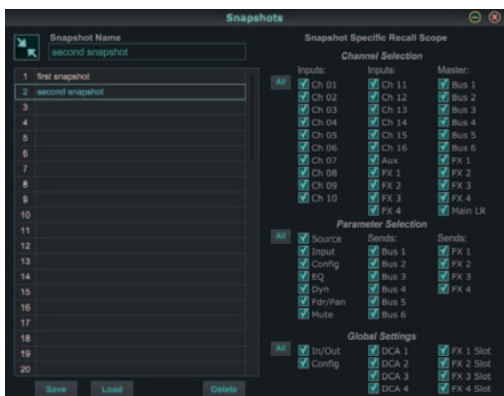 Snapshots
Snapshot Name
second snapshot
1 first snapshot
2 second snapshot
3
4
5
6
7
8
9
10
11
12
13
14
15
16
17
18
19
20
Save Load Delete
Snapshot Specific Recall Scope
Channel Selection
Inputs: Inputs: Master:
All Ch 01 Ch 11 Bus 1
Ch 02 Ch 12 Bus 2
Ch 03 Ch 13 Bus 3
Ch 04 Ch 14 Bus 4
Ch 05 Ch 15 Bus 5
Ch 06 Ch 16 Bus 6
Ch 07 Aux FX 1
Ch 08 FX 1 FX 2
Ch 09 FX 2 FX 3
Ch 10 FX 3 FX 4
FX 4 Main LR
Parameter Selection
All Source Sends: Sends:
Input Bus 1 FX 1
Config Bus 2 FX 2
EQ Bus 3 FX 3
Dyn Bus 4 FX 4
Fdr/Pan Bus 5
Mute Bus 6
Global Settings
All In/Out DCA 1 FX 1 Slot
Config DCA 2 FX 2 Slot
DCA 3 FX 3 Slot
DCA 4 FX 4 Slot